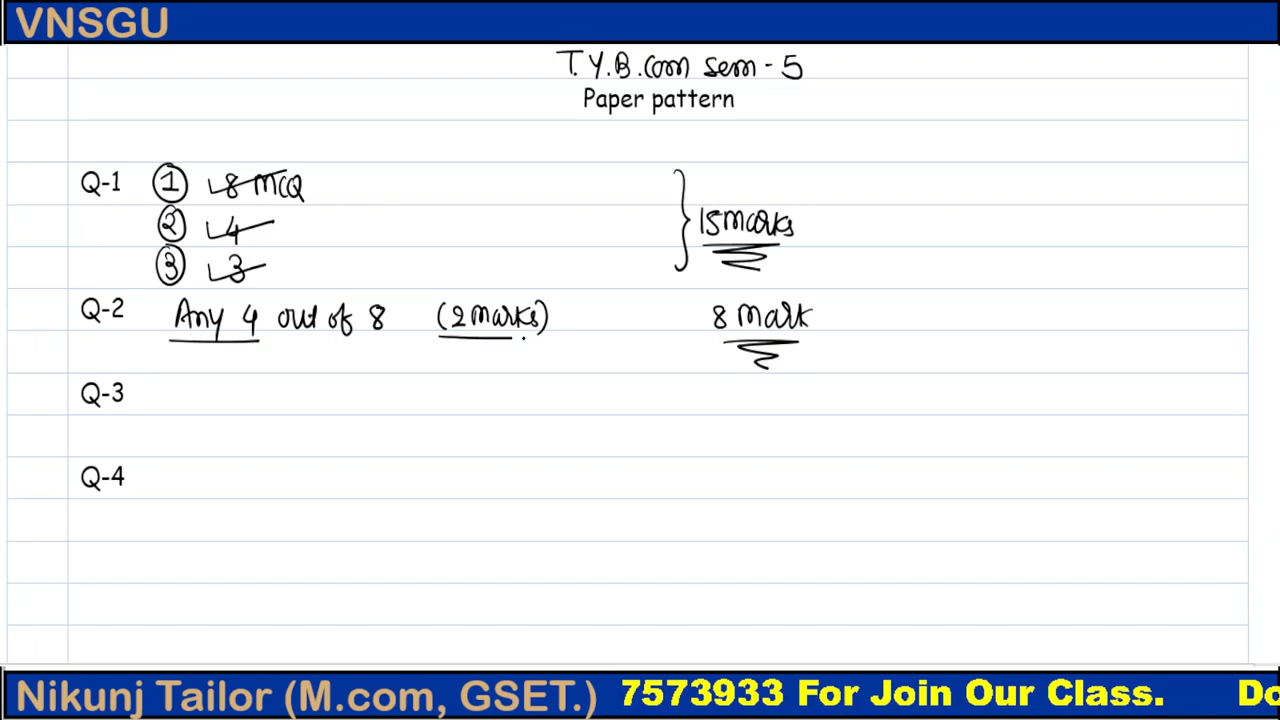 VNSGU
T.Y.B.Com sem - 5
Paper pattern
Q-1 1 8 MCQ
2 4
3 3
15 Marks
Q-2 Any 4 out of 8 (2 Marks) 8 Mark
Q-3
Q-4
Nikunj Tailor (M.com, GSET.) 7573933 For Join Our Class. Do